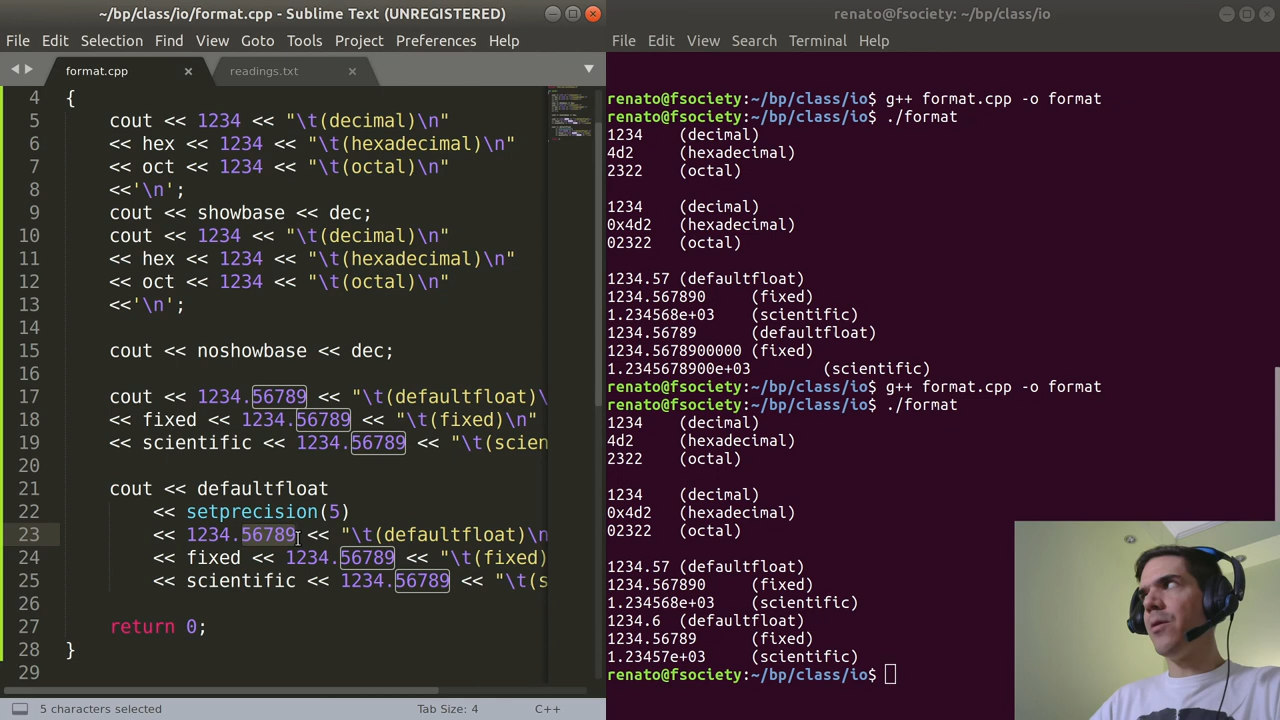 ~/bp/class/io/format.cpp - Sublime Text (UNREGISTERED)
File Edit Selection Find View Goto Tools Project Preferences Help
format.cpp
readings.txt
4 {
5 cout << 1234 << "\t(decimal)\n"
6 << hex << 1234 << "\t(hexadecimal)\n"
7 << oct << 1234 << "\t(octal)\n"
8 <<'\n';
9 cout << showbase << dec;
10 cout << 1234 << "\t(decimal)\n"
11 << hex << 1234 << "\t(hexadecimal)\n"
12 << oct << 1234 << "\t(octal)\n"
13 <<'\n';
14
15 cout << noshowbase << dec;
16
17 cout << 1234.56789 << "\t(defaultfloat)\
18 << fixed << 1234.56789 << "\t(fixed)\n"
19 << scientific << 1234.56789 << "\t(scien
20
21 cout << defaultfloat
22 << setprecision(5)
23 << 1234.56789 << "\t(defaultfloat)\n
24 << fixed << 1234.56789 << "\t(fixed)
25 << scientific << 1234.56789 << "\t(s
26
27 return 0;
28 }
29
5 characters selected
Tab Size: 4
C++
renato@fsociety: ~/bp/class/io
File Edit View Search Terminal Help
renato@fsociety:~/bp/class/io$ g++ format.cpp -o format
renato@fsociety:~/bp/class/io$ ./format
1234 (decimal)
4d2 (hexadecimal)
2322 (octal)
1234 (decimal)
0x4d2 (hexadecimal)
02322 (octal)
1234.57 (defaultfloat)
1234.567890 (fixed)
1.234568e+03 (scientific)
1234.56789 (defaultfloat)
1234.5678900000 (fixed)
1.2345678900e+03 (scientific)
renato@fsociety:~/bp/class/io$ g++ format.cpp -o format
renato@fsociety:~/bp/class/io$ ./format
1234 (decimal)
4d2 (hexadecimal)
2322 (octal)
1234 (decimal)
0x4d2 (hexadecimal)
02322 (octal)
1234.57 (defaultfloat)
1234.567890 (fixed)
1.234568e+03 (scientific)
1234.6 (defaultfloat)
1234.56789 (fixed)
1.23457e+03 (scientific)
renato@fsociety:~/bp/class/io$